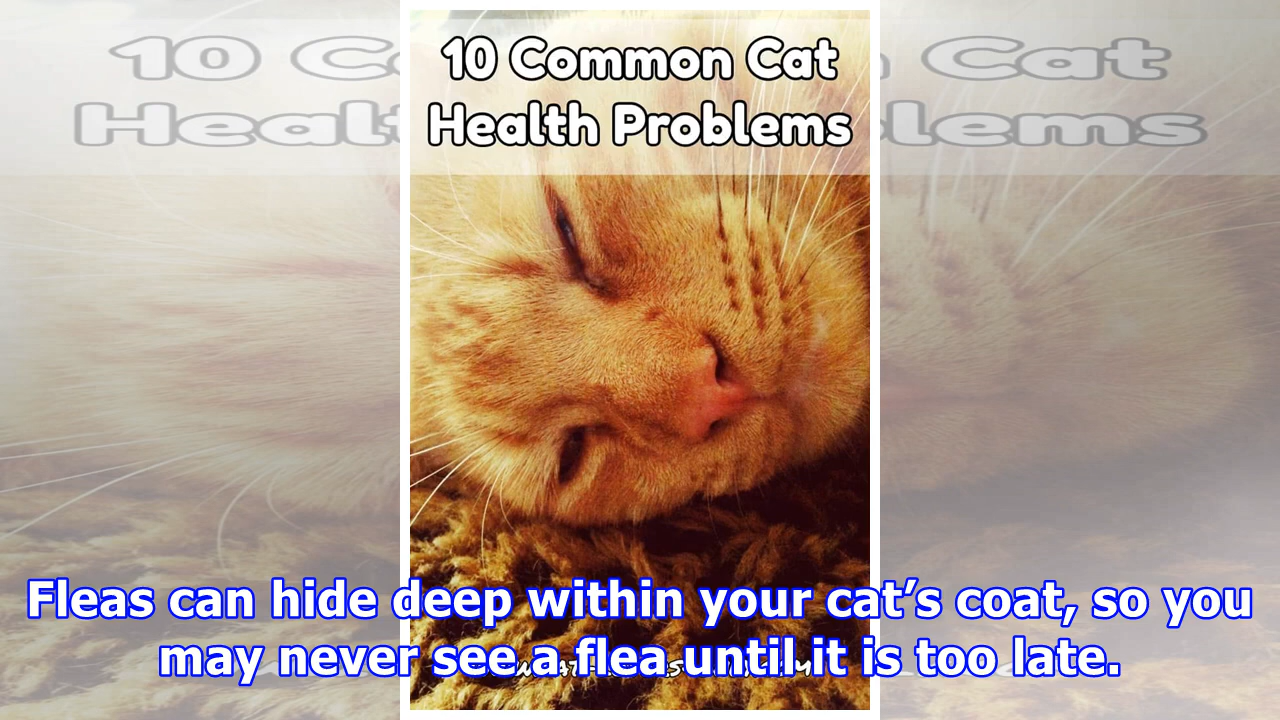 10 Common Cat
Health Problems
Fleas can hide deep within your cat’s coat, so you
may never see a flea until it is too late.